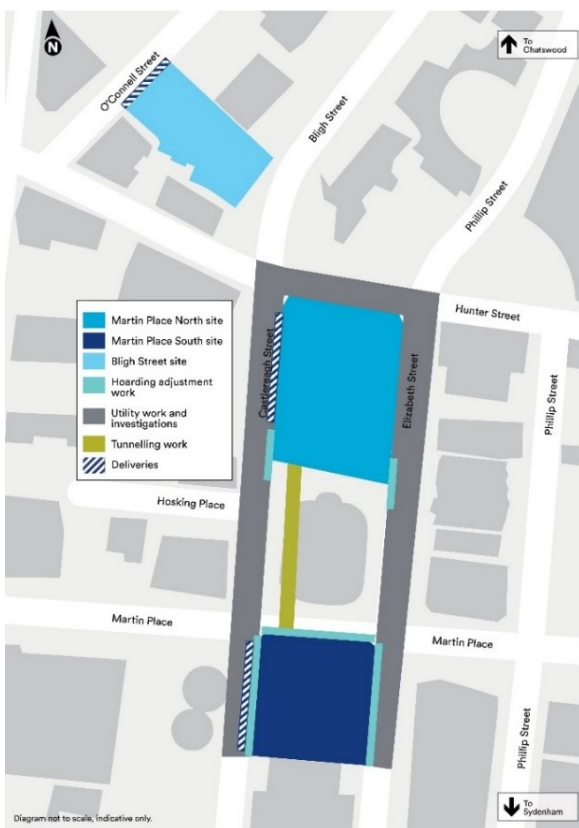 N
To
Chatswood
O'Connell Street
Bligh Street
Phillip Street
Hunter Street
Martin Place North site
Martin Place South site
Bligh Street site
Hoarding adjustment
work
Utility work and
investigations
Tunnelling work
Deliveries
Castlereagh Street
Elizabeth Street
Phillip Street
Hosking Place
Martin Place
Martin Place
Phillip Street
Diagram not to scale, indicative only.
To
Sydenham